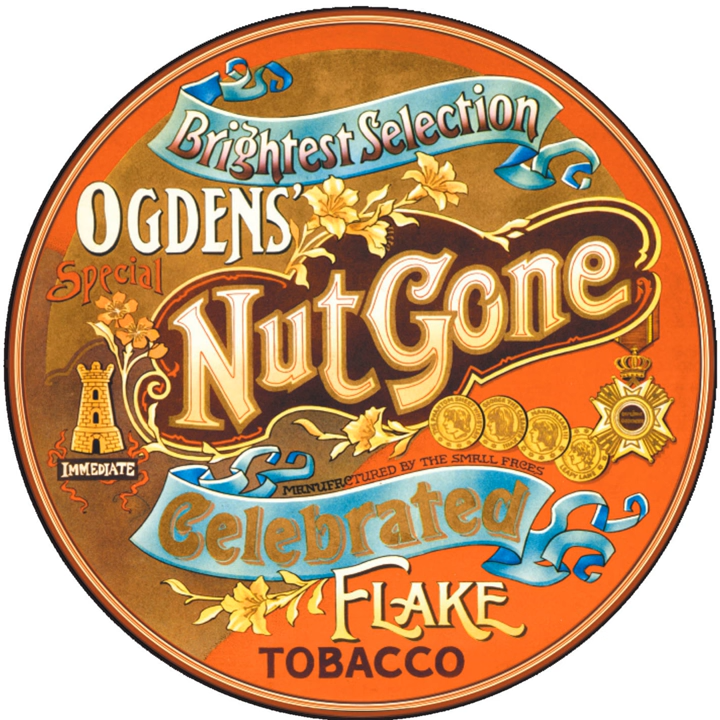 Brightest Selection
OGDENS'
Special
Nut Gone
IMMEDIATE
MANUFACTURED BY THE SMALL FACES
Celebrated
FLAKE
TOBACCO